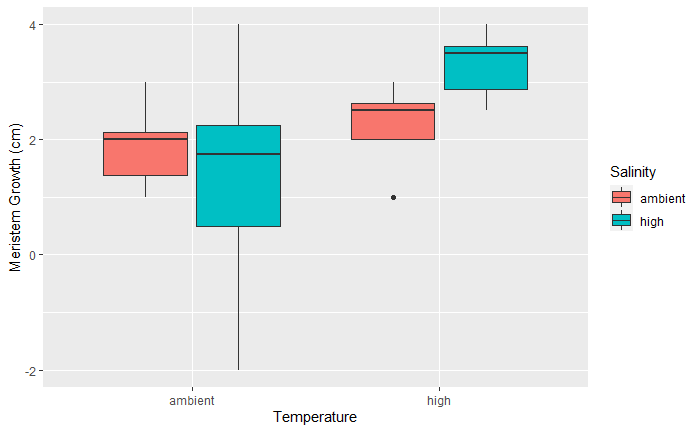 4
2
0
-2
Meristem Growth (cm)
ambient
high
Temperature
Salinity
ambient
high